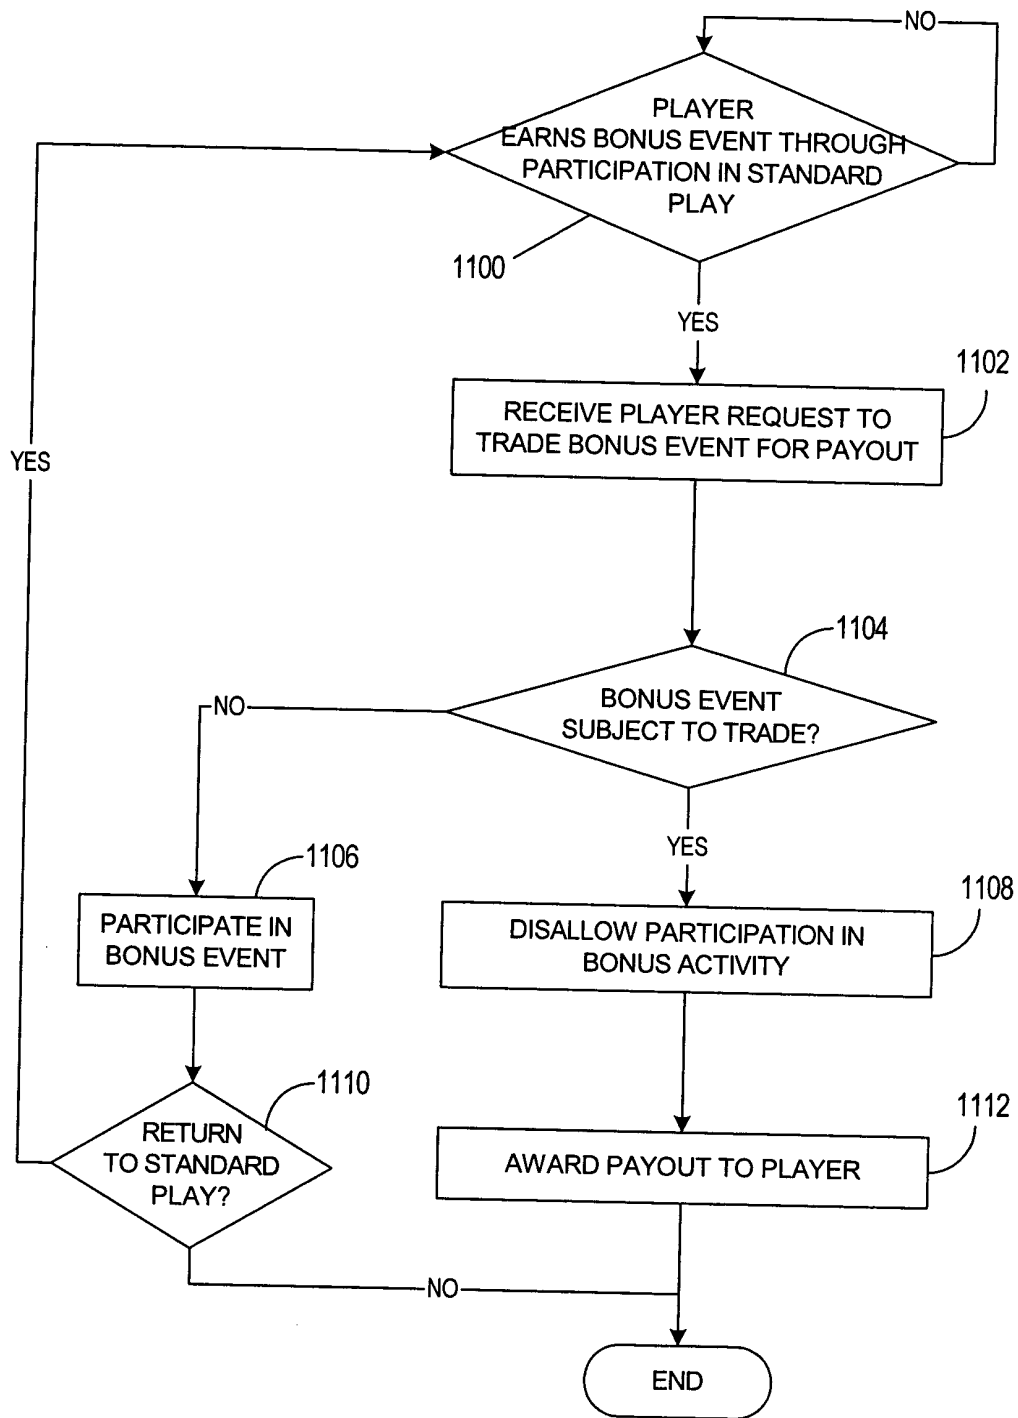 NO
PLAYER
EARNS BONUS EVENT THROUGH
PARTICIPATION IN STANDARD
PLAY
1100
YES
1102
RECEIVE PLAYER REQUEST TO
TRADE BONUS EVENT FOR PAYOUT
YES
1104
BONUS EVENT
SUBJECT TO TRADE?
NO
YES
1106
PARTICIPATE IN
BONUS EVENT
1108
DISALLOW PARTICIPATION IN
BONUS ACTIVITY
1110
RETURN
TO STANDARD
PLAY?
1112
AWARD PAYOUT TO PLAYER
NO
END